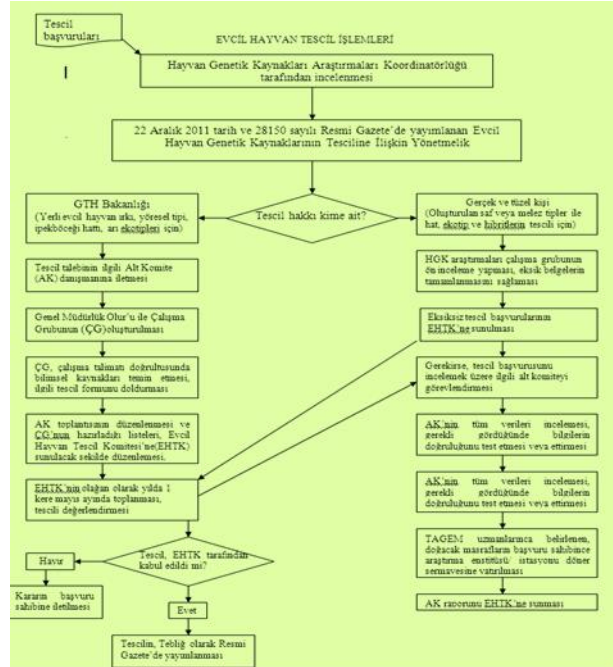 Tescil
başvuruları
EVCİL HAYVAN TESCİL İŞLEMLERİ
Hayvan Genetik Kaynakları Araştırmaları Koordinatörlüğü
tarafından incelenmesi
22 Aralık 2011 tarih ve 28150 sayılı Resmi Gazete'de yayımlanan Evcil
Hayvan Genetik Kaynaklarının Tesciline İlişkin Yönetmelik
Tescil hakkı kime ait?
GTH Bakanlığı
(Yerli evcil hayvan ırkı, yöresel tipi,
ipekböceği hattı, arı ekotipleri için)
Tescil talebinin ilgili Alt Komite
(AK) danışmanına iletmesi
Genel Müdürlük Olur'u ile Çalışma
Grubunun (ÇG)oluşturulması
ÇG, çalışma talimatı doğrultusunda
bilimsel kaynakları temin etmesi,
ilgili tescil formunu doldurması
AK toplantısının düzenlenmesi ve
ÇG'nun hazırladığı listeleri, Evcil
Hayvan Tescil Komitesi'ne(EHTK)
sunulacak şekilde düzenlemesi.
EHTK'nin olağan olarak yılda 1
kere mayıs ayında toplanması,
tescili değerlendirmesi
Tescil, EHTK tarafından
kabul edildi mi?
Hayır
Kararın başvuru
sahibine iletilmesi
Evet
Tescilin, Tebliğ olarak Resmi
Gazete'de yayımlanması
Gerçek ve tüzel kişi
(Oluşturulan saf veya melez tipler ile
hat, ekotip ve hibritlerin tescili için)
HGK araştırmaları çalışma grubunun
ön inceleme yapması, eksik belgelerin
tamamlanmasını sağlaması
Eksiksiz tescil başvurularının
EHTK'ne sunulması
Gerekirse, tescil başvurusunu
incelemek üzere ilgili alt komiteyi
görevlendirmesi
AK'nin tüm verileri incelemesi,
gerekli gördüğünde bilgilerin
doğruluğunu test etmesi veya ettirmesi
AK'nin tüm verileri incelemesi,
gerekli gördüğünde bilgilerin
doğruluğunu test etmesi veya ettirmesi
TAGEM uzmanlarınca belirlenen,
doğacak masrafların başvuru sahibince
araştırma enstitüsü/ istasyonu döner
sermayesine yatırılması
AK raporunu EHTK'ne sunması